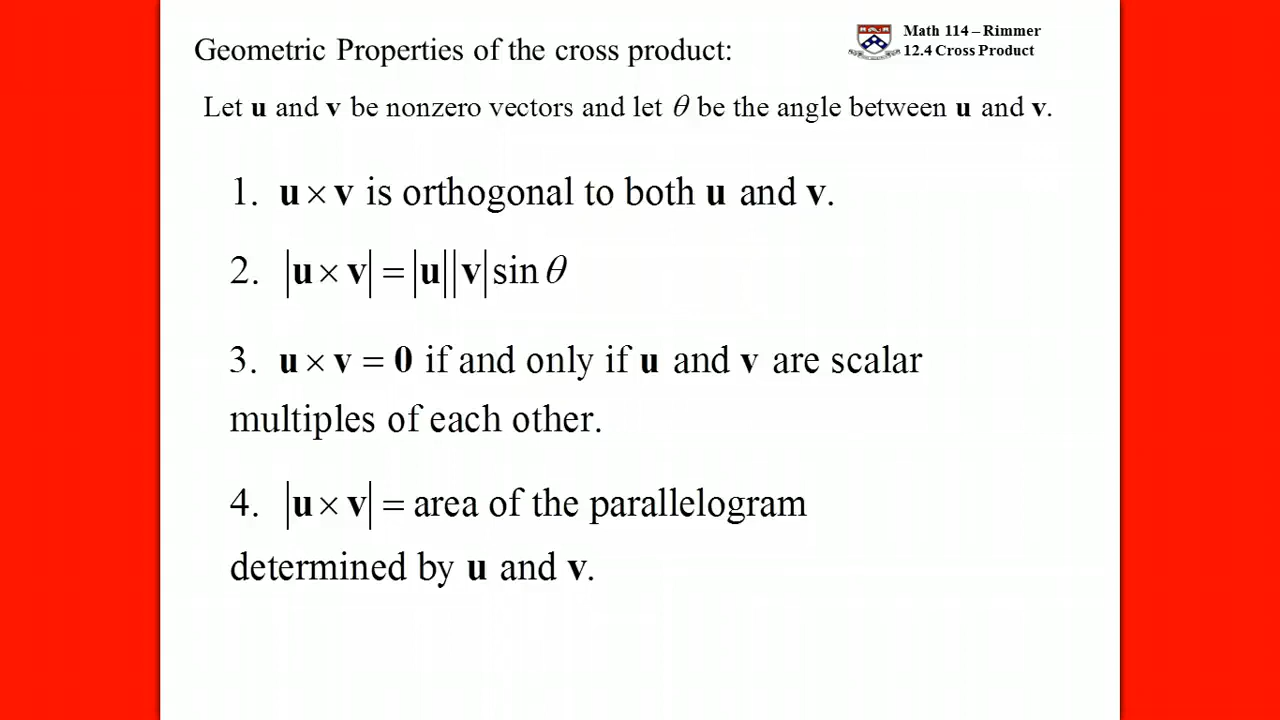 Geometric Properties of the cross product:
Math 114 – Rimmer
12.4 Cross Product
Let u and v be nonzero vectors and let θ be the angle between u and v.
1. u × v is orthogonal to both u and v.
2. |u × v| = |u||v| sin θ
3. u × v = 0 if and only if u and v are scalar
multiples of each other.
4. |u × v| = area of the parallelogram
determined by u and v.